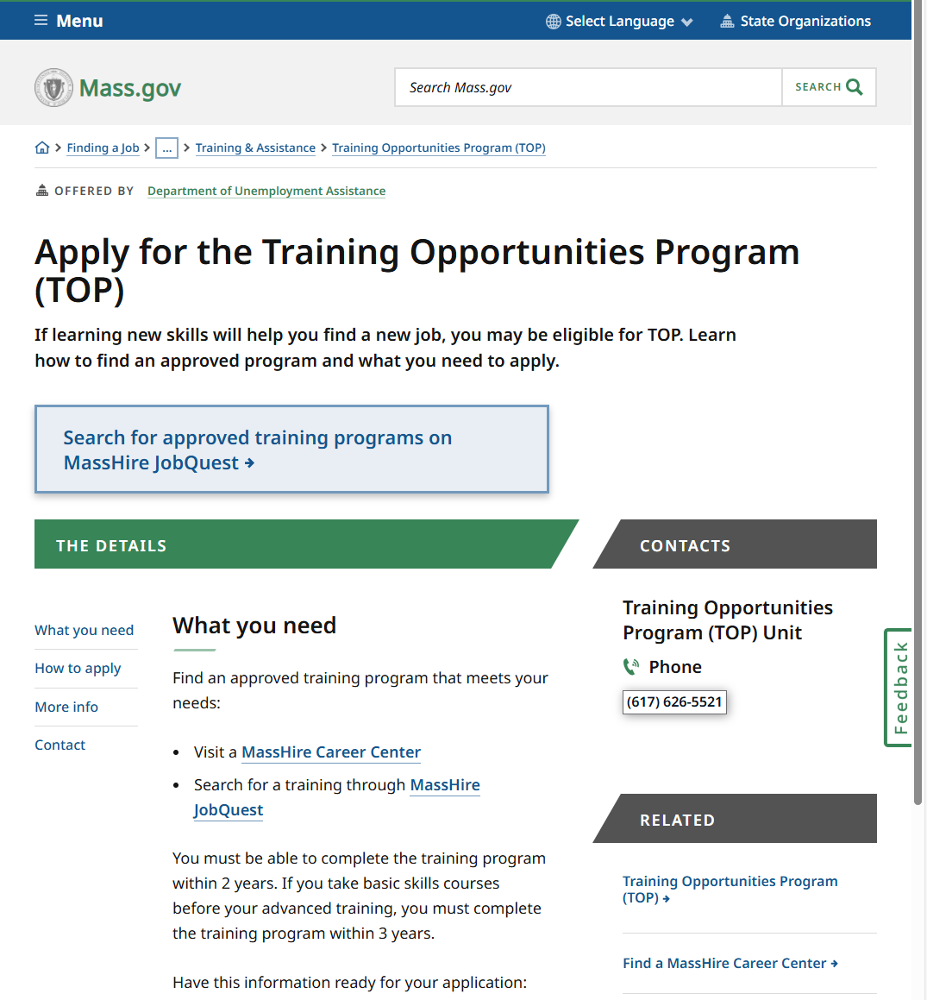 Menu
Select Language
State Organizations
Mass.gov
Search Mass.gov
SEARCH
Finding a Job
...
Training & Assistance
Training Opportunities Program (TOP)
OFFERED BY Department of Unemployment Assistance
Apply for the Training Opportunities Program
(TOP)
If learning new skills will help you find a new job, you may be eligible for TOP. Learn
how to find an approved program and what you need to apply.
Search for approved training programs on
MassHire JobQuest
THE DETAILS
What you need
How to apply
More info
Contact
What you need
Find an approved training program that meets your
needs:
• Visit a MassHire Career Center
• Search for a training through MassHire
JobQuest
You must be able to complete the training program
within 2 years. If you take basic skills courses
before your advanced training, you must complete
the training program within 3 years.
Have this information ready for your application:
CONTACTS
Training Opportunities
Program (TOP) Unit
Phone
(617) 626-5521
RELATED
Training Opportunities Program
(TOP)
Find a MassHire Career Center
Feedback